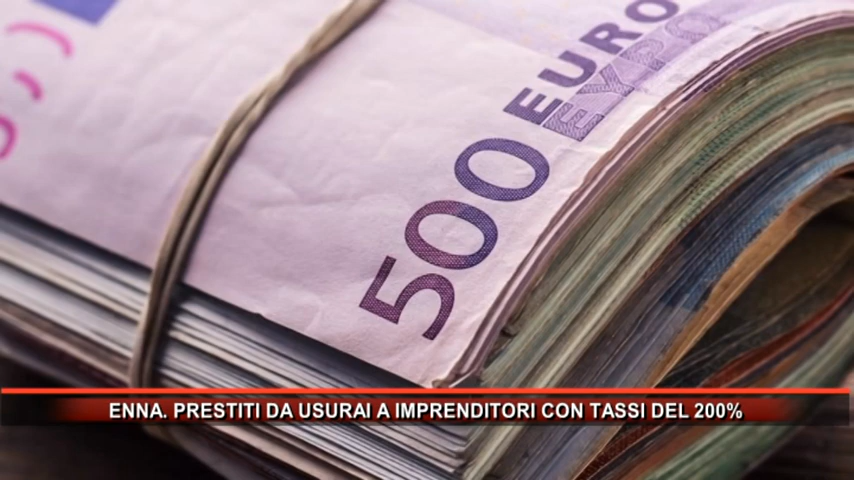 500 EURO
ΕΥΡΩ
ENNA. PRESTITI DA USURAI A IMPRENDITORI CON TASSI DEL 200%